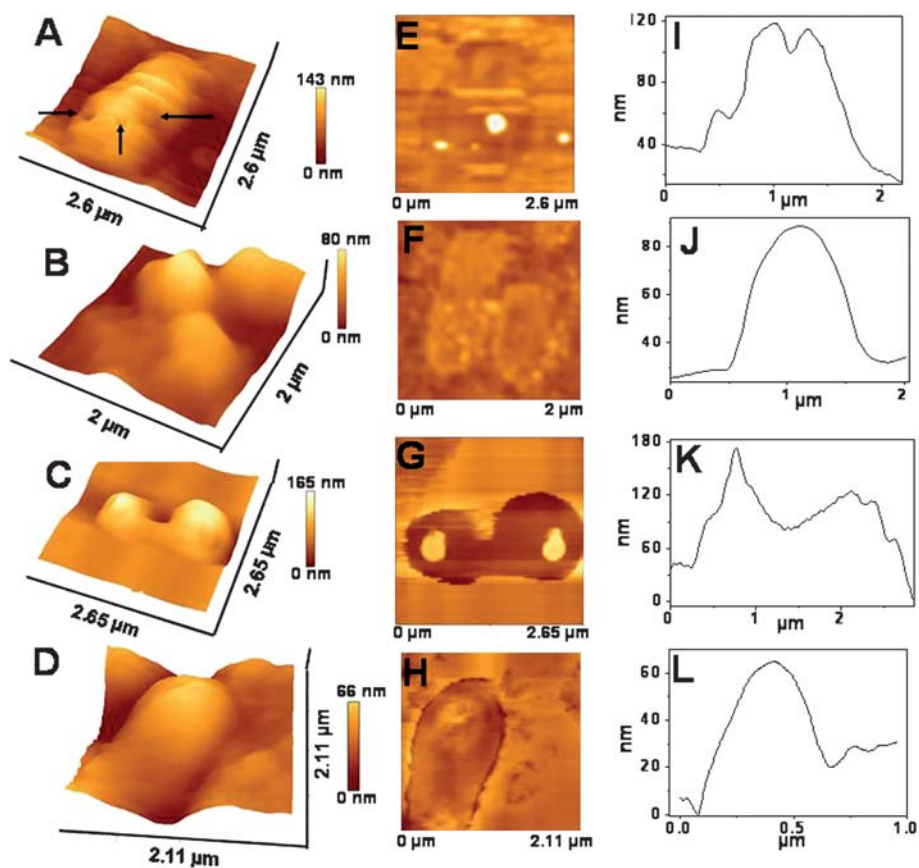 A
143 nm
0 nm
2.6 µm
2.6 µm
E
0 µm
2.6 µm
I
120
80
40
nm
0
1
2
µm
B
80 nm
0 nm
2 µm
2 µm
F
0 µm
2 µm
J
80
60
40
nm
0
1
2
µm
C
165 nm
0 nm
2.65 µm
2.65 µm
G
0 µm
2.65 µm
K
180
120
60
0
nm
0
1
2
µm
D
66 nm
0 nm
2.11 µm
2.11 µm
H
0 µm
2.11 µm
L
60
40
20
0
nm
0.0
0.5
1.0
µm